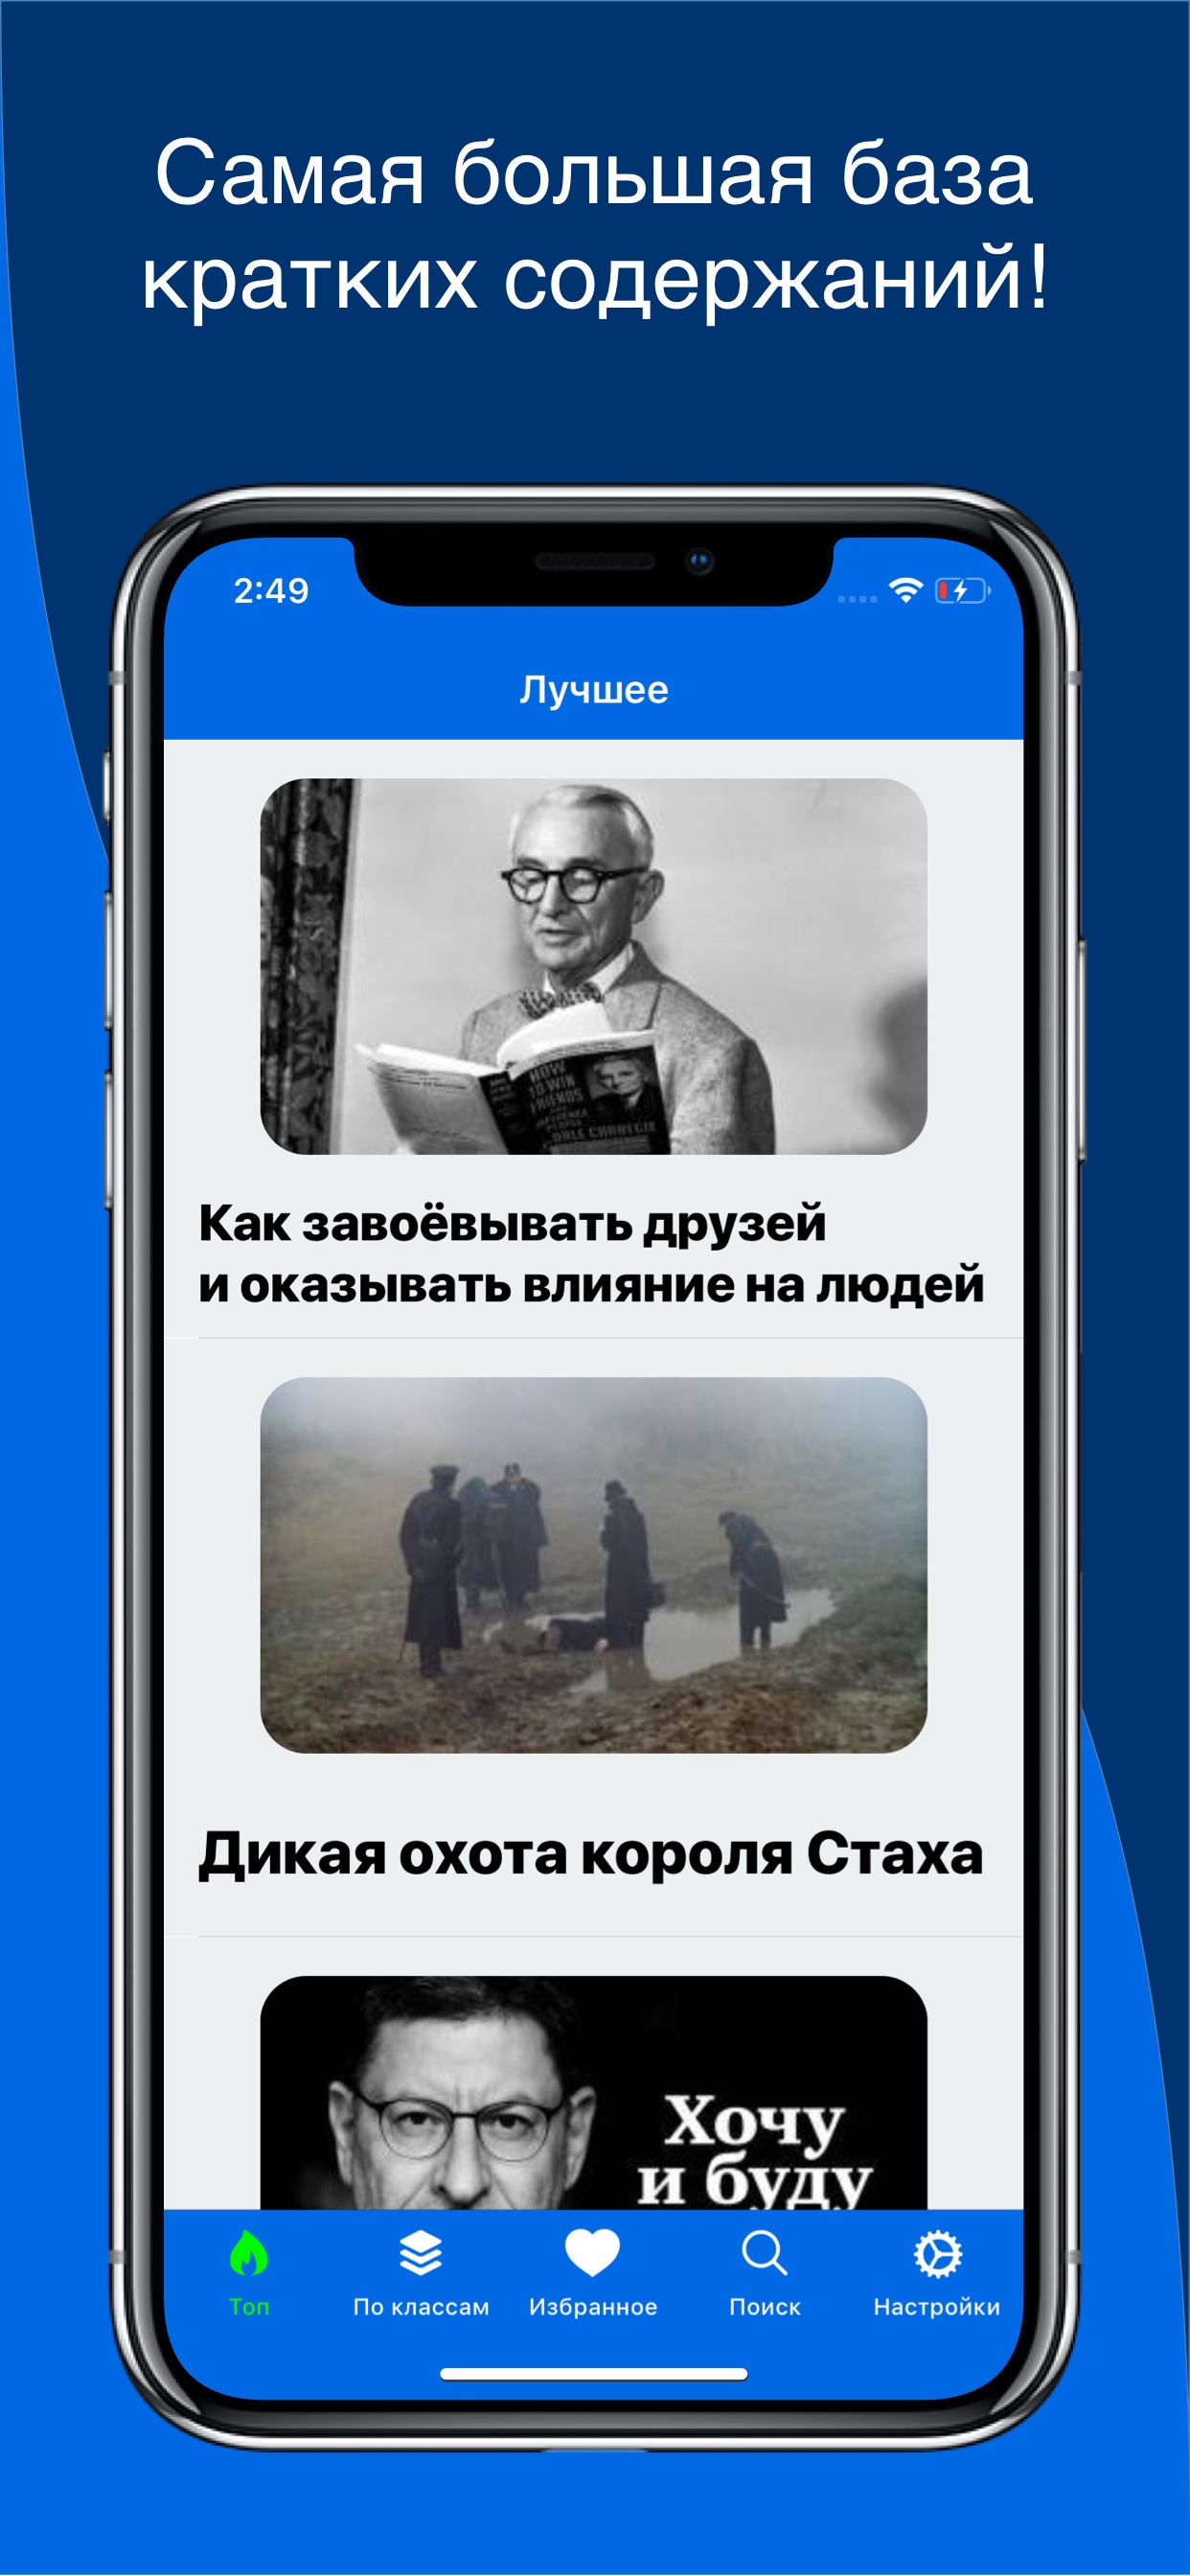 Самая большая база
кратких содержаний!
2:49
Лучшее
HOW
TO WIN
FRIENDS
DALE CARNEGIE
Как завоёвывать друзей
и оказывать влияние на людей
Дикая охота короля Стаха
Хочу
и буду
Топ
По классам
Избранное
Поиск
Настройки